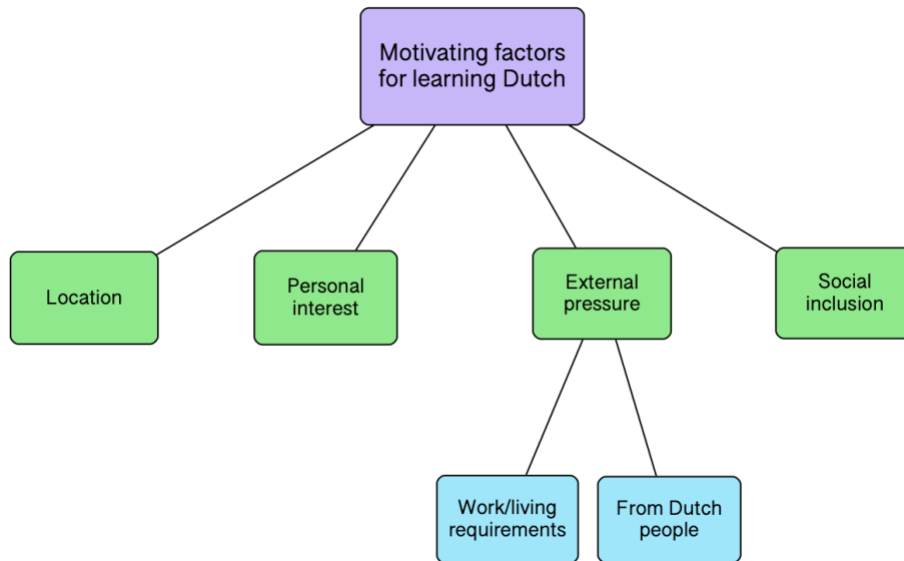 Motivating factors
for learning Dutch
Location
Personal
interest
External
pressure
Social
inclusion
Work/living
requirements
From Dutch
people